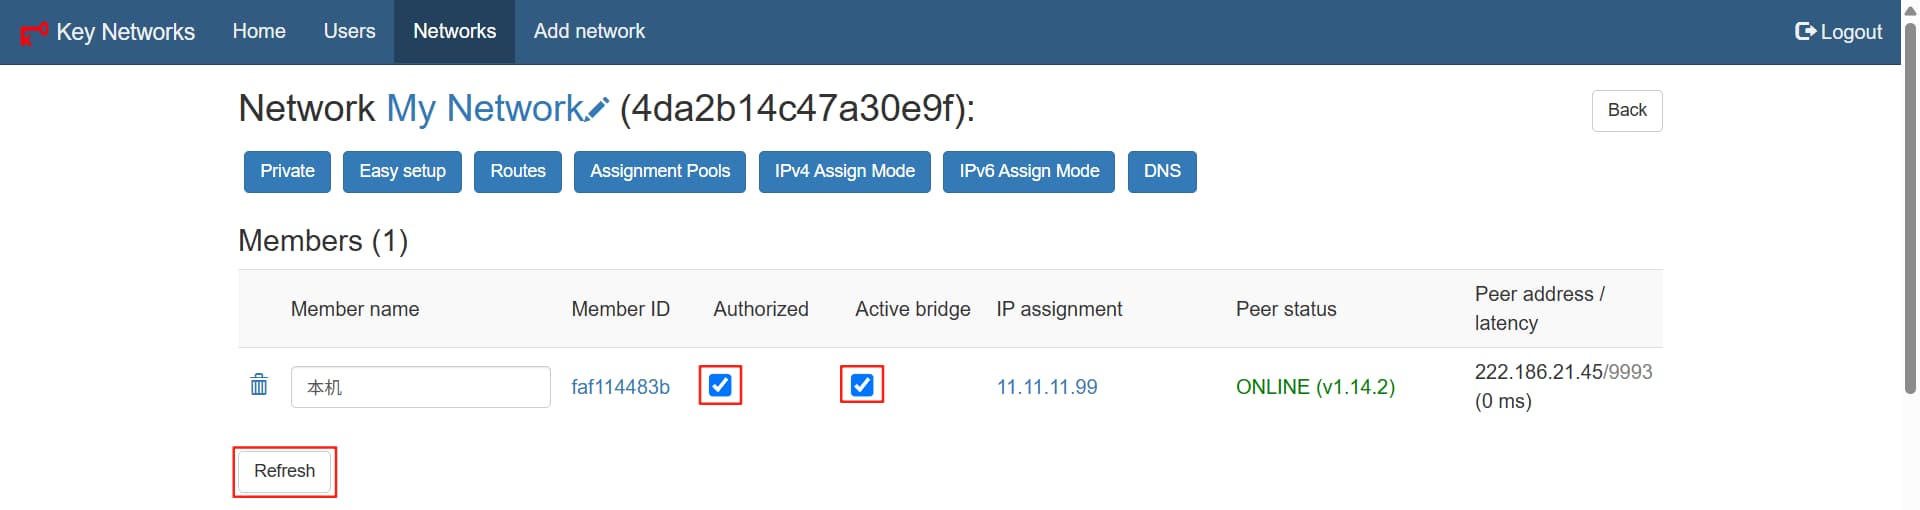 Key Networks Home Users Networks Add network Logout
Network My Network (4da2b14c47a30e9f):
Back
Private Easy setup Routes Assignment Pools IPv4 Assign Mode IPv6 Assign Mode DNS
Members (1)
Member name Member ID Authorized Active bridge IP assignment Peer status Peer address / latency
本机 faf114483b 11.11.11.99 ONLINE (v1.14.2) 222.186.21.45/9993 (0 ms)
Refresh